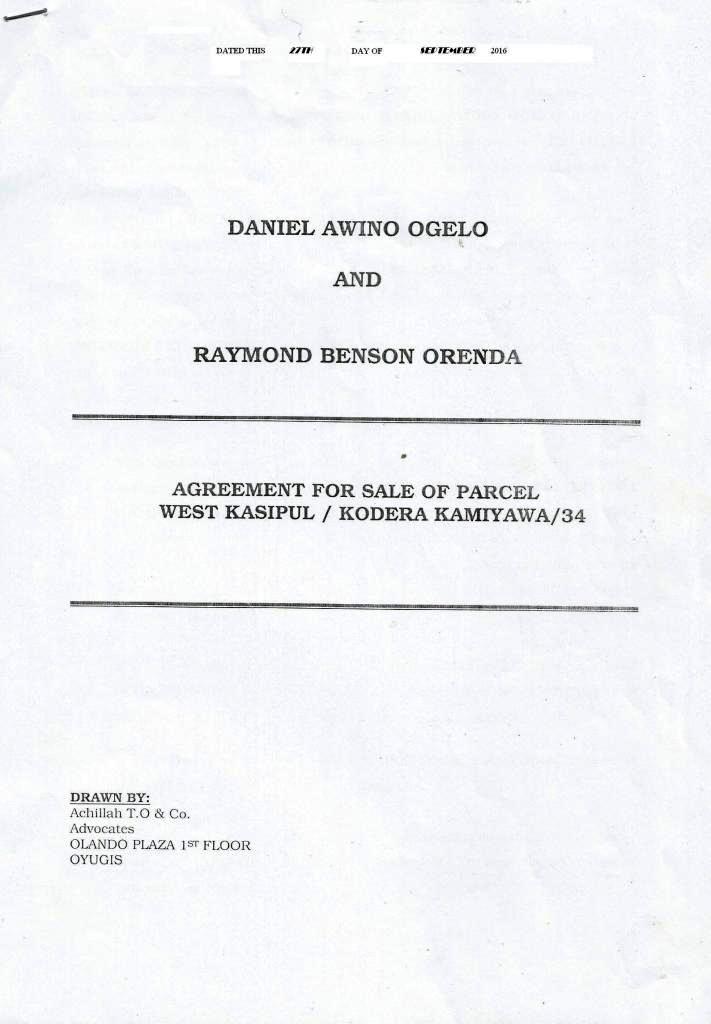 DATED THIS 27TH DAY OF SEPTEMBER 2016
DANIEL AWINO OGELO
AND
RAYMOND BENSON ORENDA
AGREEMENT FOR SALE OF PARCEL
WEST KASIPUL / KODERA KAMIYAWA/34
DRAWN BY:
Achillah T.O & Co.
Advocates
OLANDO PLAZA 1ST FLOOR
OYUGIS